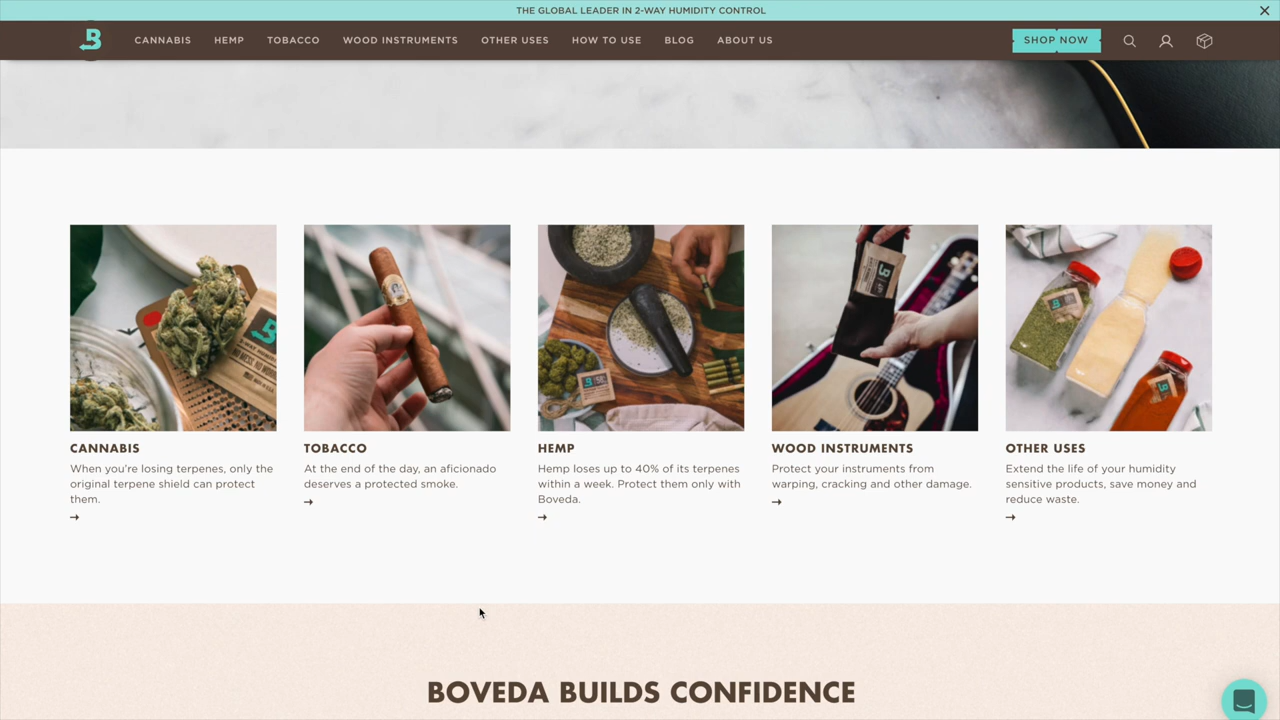 THE GLOBAL LEADER IN 2-WAY HUMIDITY CONTROL
CANNABIS HEMP TOBACCO WOOD INSTRUMENTS OTHER USES HOW TO USE BLOG ABOUT US SHOP NOW
CANNABIS
When you're losing terpenes, only the
original terpene shield can protect
them.
→
TOBACCO
At the end of the day, an aficionado
deserves a protected smoke.
→
HEMP
Hemp loses up to 40% of its terpenes
within a week. Protect them only with
Boveda.
→
WOOD INSTRUMENTS
Protect your instruments from
warping, cracking and other damage.
→
OTHER USES
Extend the life of your humidity
sensitive products, save money and
reduce waste.
→
BOVEDA BUILDS CONFIDENCE